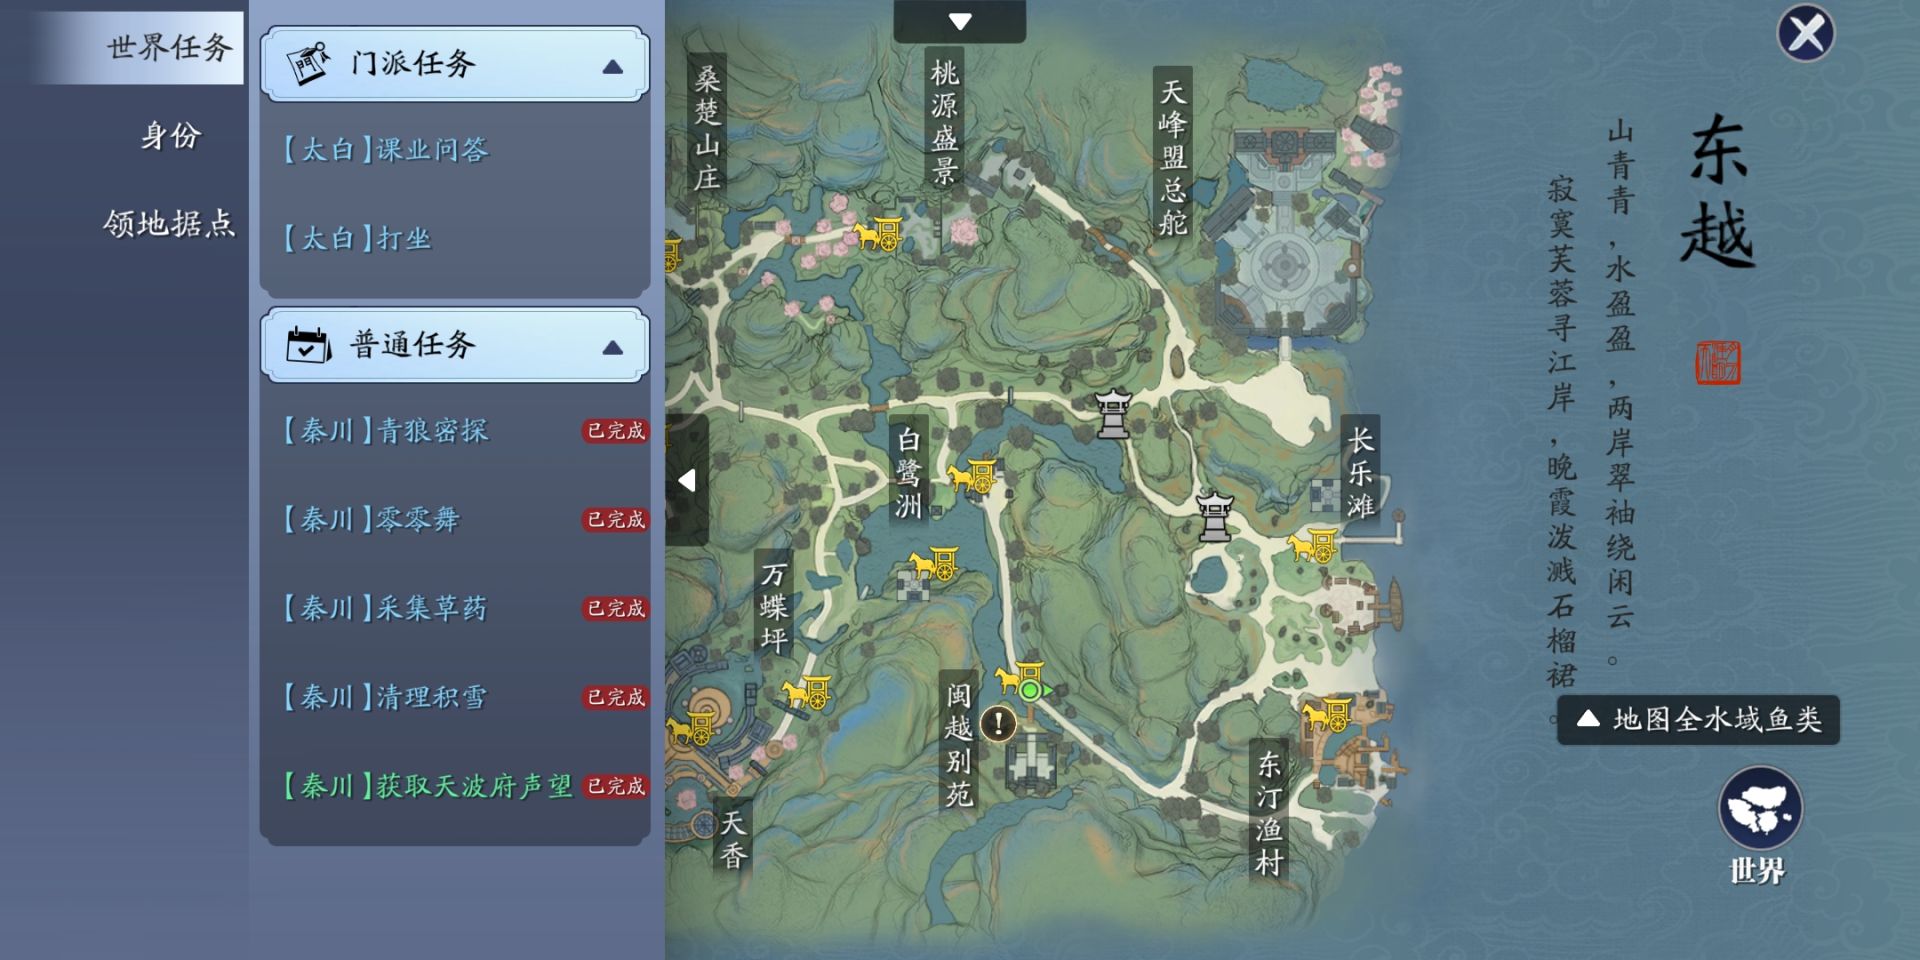 世界任务
身份
领地据点
门派任务
【太白】课业问答
【太白】打坐
普通任务
【秦川】青狼密探 已完成
【秦川】零零舞 已完成
【秦川】采集草药 已完成
【秦川】清理积雪 已完成
【秦川】获取天波府声望 已完成
桑楚山庄
桃源盛景
天峰盟总舵
白鹭洲
长乐滩
万蝶坪
闽越别苑
东汀渔村
天香
东越
山青青，水盈盈，两岸翠袖绕闲云。
寂寞芙蓉寻江岸，晚霞泼溅石榴裙。
地图全水域鱼类
世界